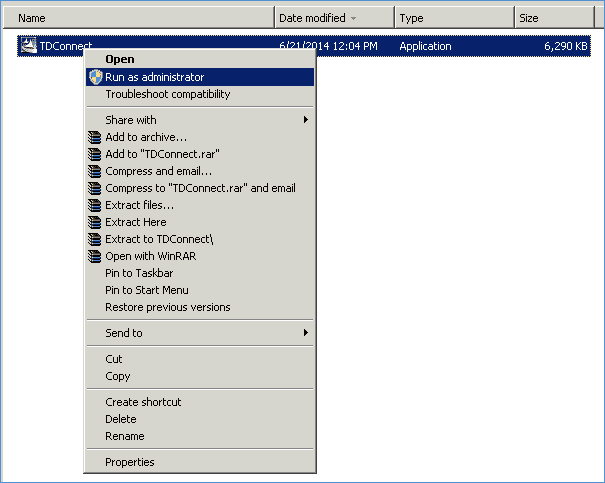 Name Date modified Type Size
TDConnect 6/21/2014 12:04 PM Application 6,290 KB
Open
Run as administrator
Troubleshoot compatibility
Share with
Add to archive...
Add to "TDConnect.rar"
Compress and email...
Compress to "TDConnect.rar" and email
Extract files...
Extract Here
Extract to TDConnect\
Open with WinRAR
Pin to Taskbar
Pin to Start Menu
Restore previous versions
Send to
Cut
Copy
Create shortcut
Delete
Rename
Properties